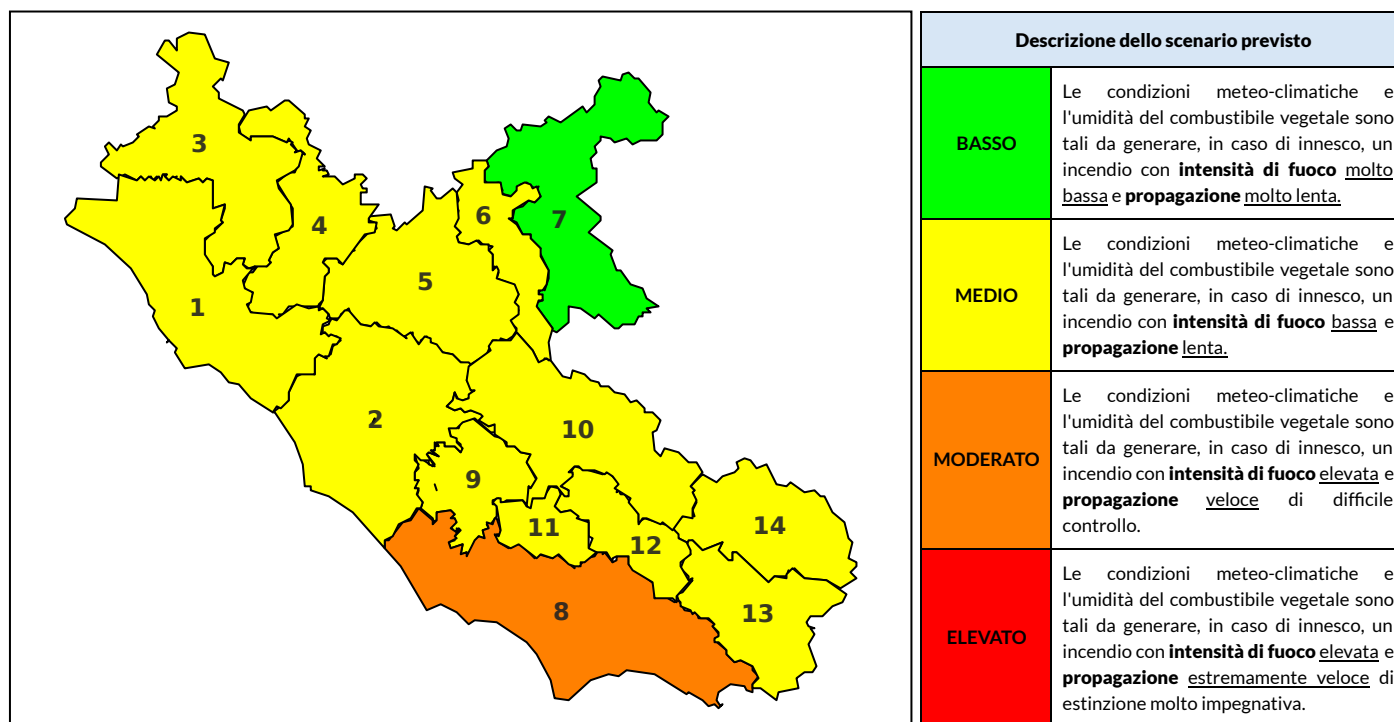 3
4
6
7
5
1
2
10
9
11
12
14
8
13
Descrizione dello scenario previsto
BASSO
Le condizioni meteo-climatiche e
l'umidità del combustibile vegetale sono
tali da generare, in caso di innesco, un
incendio con intensità di fuoco molto
bassa e propagazione molto lenta.
MEDIO
Le condizioni meteo-climatiche e
l'umidità del combustibile vegetale sono
tali da generare, in caso di innesco, un
incendio con intensità di fuoco bassa e
propagazione lenta.
MODERATO
Le condizioni meteo-climatiche e
l'umidità del combustibile vegetale sono
tali da generare, in caso di innesco, un
incendio con intensità di fuoco elevata e
propagazione veloce di difficile
controllo.
ELEVATO
Le condizioni meteo-climatiche e
l'umidità del combustibile vegetale sono
tali da generare, in caso di innesco, un
incendio con intensità di fuoco elevata e
propagazione estremamente veloce di
estinzione molto impegnativa.